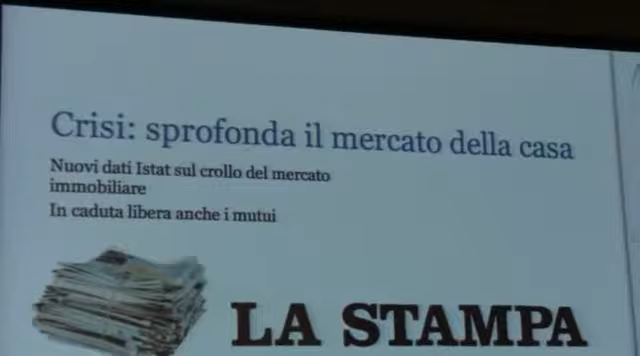 Crisi: sprofonda il mercato della casa
Nuovi dati Istat sul crollo del mercato
immobiliare
In caduta libera anche i mutui
LA STAMPA